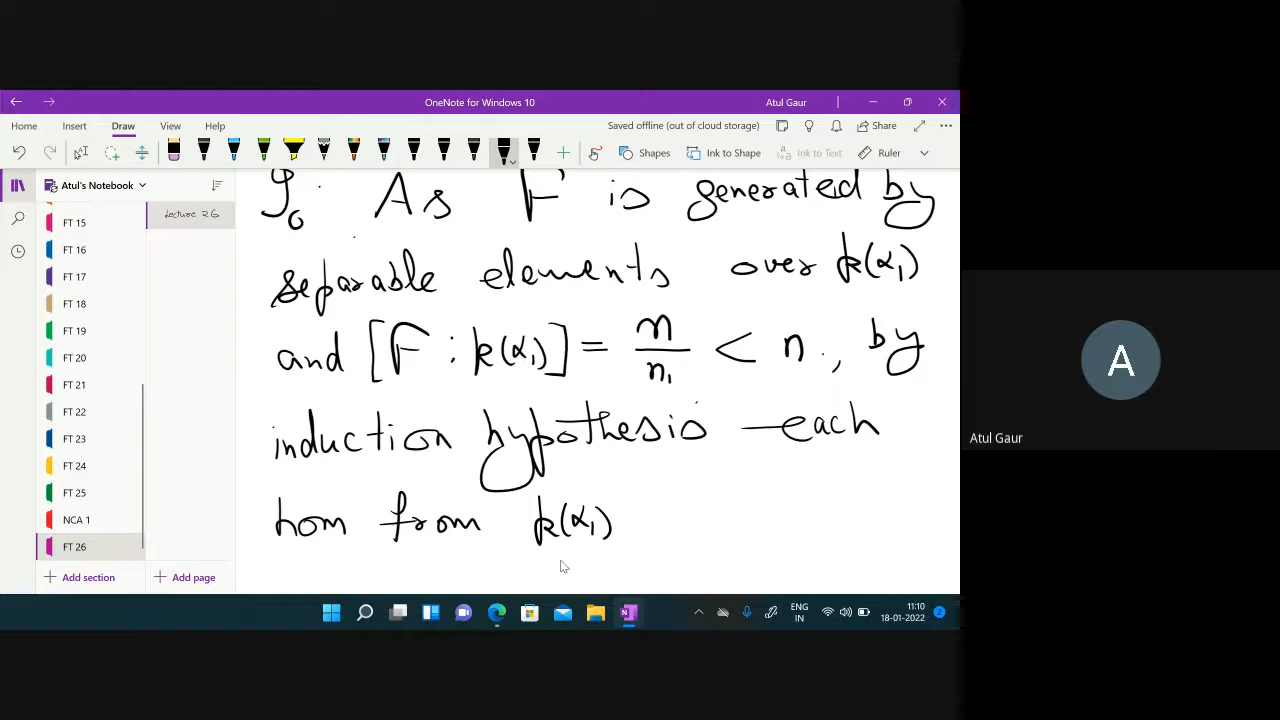 OneNote for Windows 10
Atul Gaur
Home Insert Draw View Help
Saved offline (out of cloud storage)
Share
Shapes
Ink to Shape
Ink to Text
Ruler
Atul's Notebook
FT 15
FT 16
FT 17
FT 18
FT 19
FT 20
FT 21
FT 22
FT 23
FT 24
FT 25
NCA 1
FT 26
Add section
Add page
Lecture 26
φ₀. As F is generated by
separable elements over k(α₁)
and [F : k(α₁)] = n/n₁ < n, by
induction hypothesis each
hom from k(α₁)
A
Atul Gaur
ENG
IN
11:10
18-01-2022
2